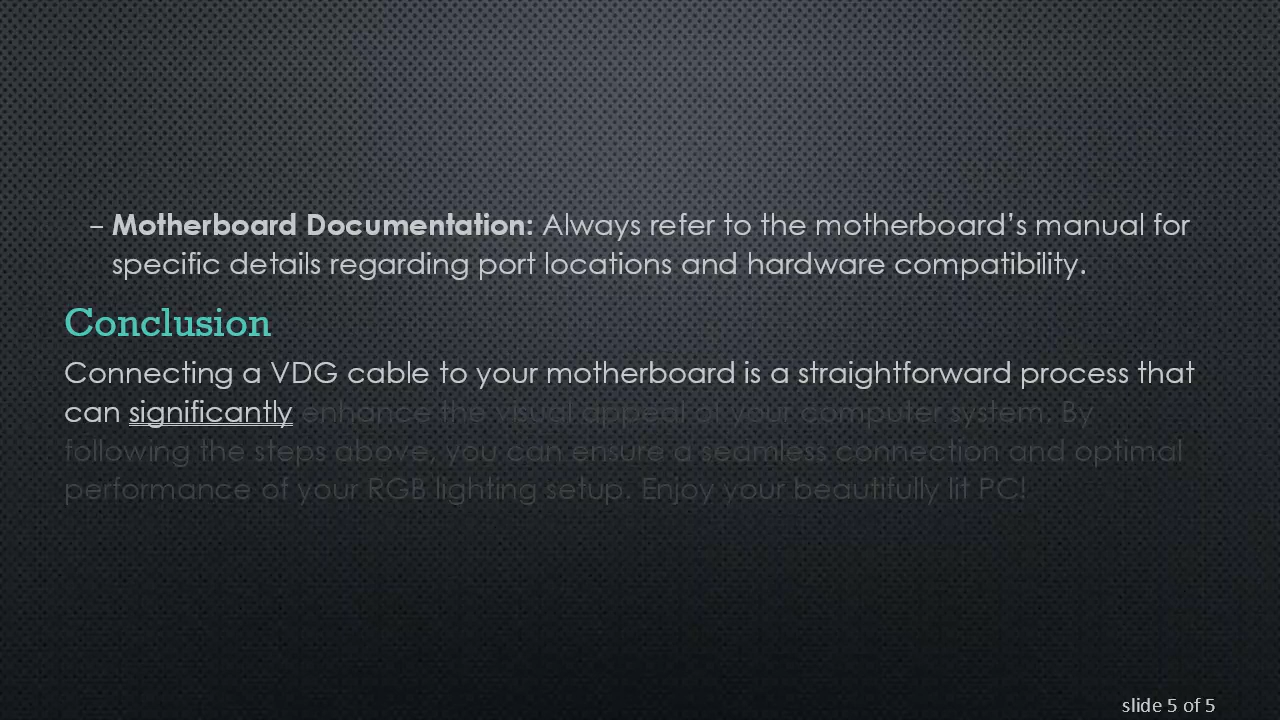 – Motherboard Documentation: Always refer to the motherboard’s manual for
specific details regarding port locations and hardware compatibility.
Conclusion
Connecting a VDG cable to your motherboard is a straightforward process that
can significantly enhance the visual appeal of your computer system. By
following the steps above, you can ensure a seamless connection and optimal
performance of your RGB lighting setup. Enjoy your beautifully lit PC!
slide 5 of 5